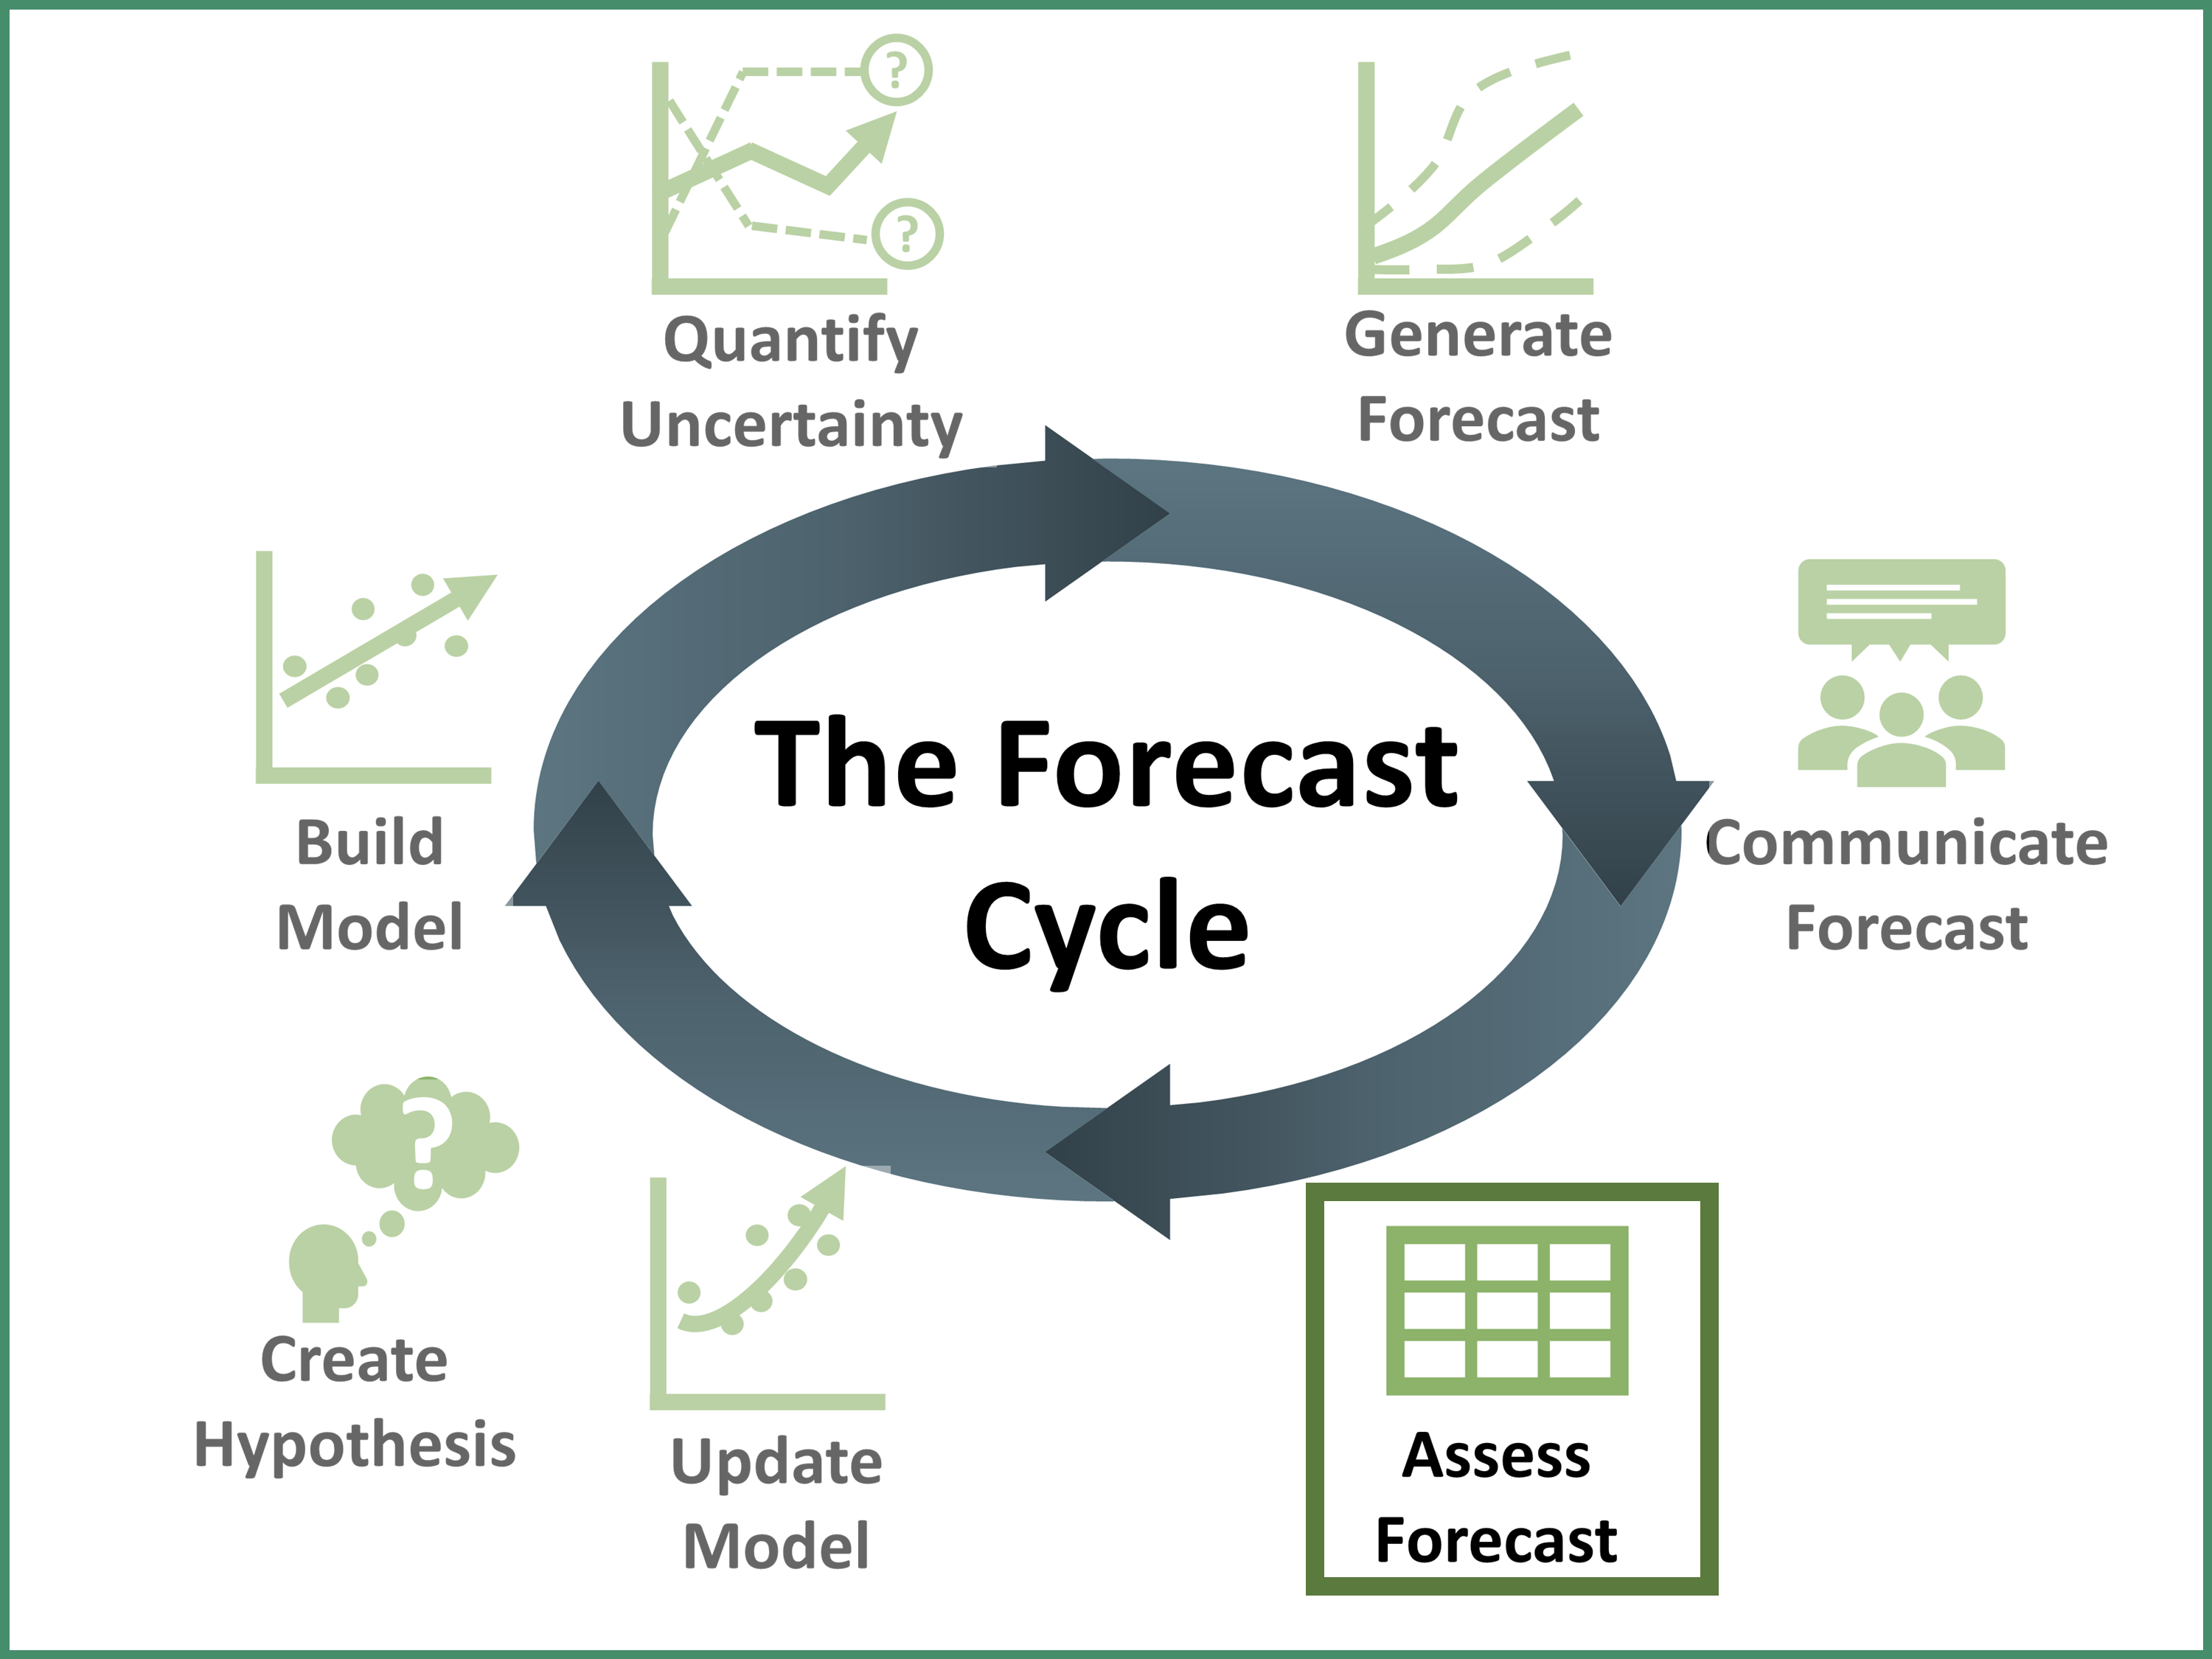 ?
?
Quantify
Uncertainty
Generate
Forecast
Build
Model
The Forecast
Cycle
Communicate
Forecast
?
Create
Hypothesis
Update
Model
Assess
Forecast